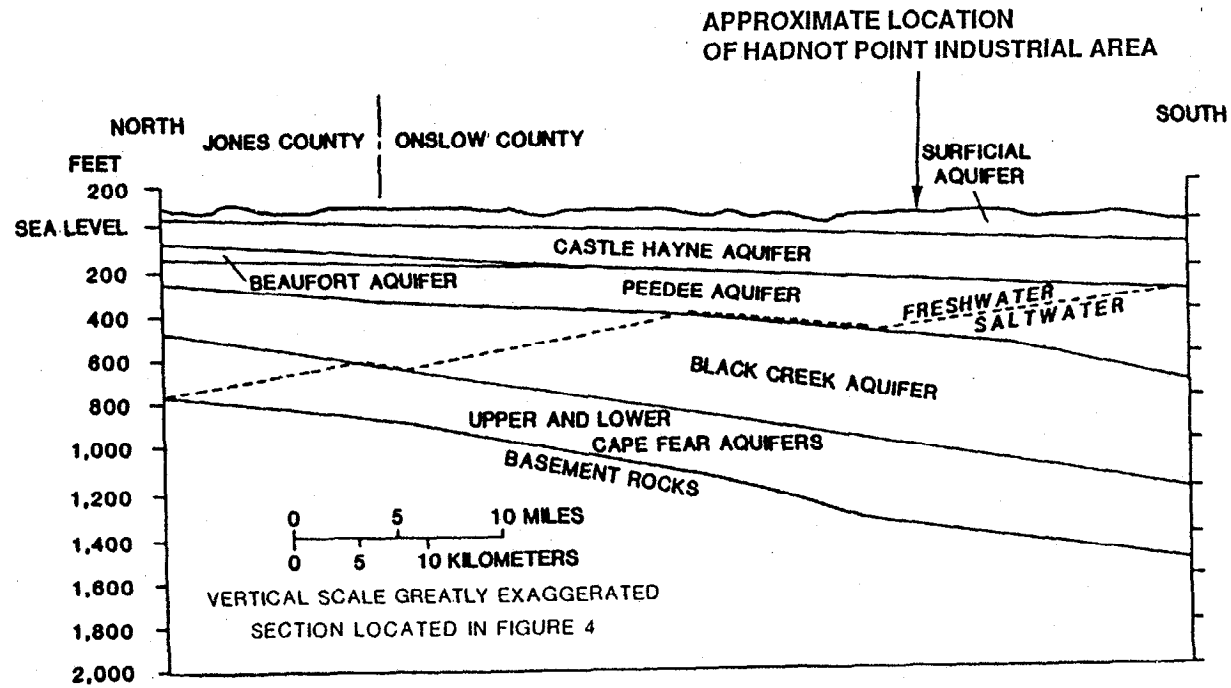 APPROXIMATE LOCATION
OF HADNOT POINT INDUSTRIAL AREA
NORTH
SOUTH
JONES COUNTY
ONSLOW COUNTY
FEET
SURFICIAL
AQUIFER
200
SEA LEVEL
200
400
600
800
1,000
1,200
1,400
1,600
1,800
2,000
CASTLE HAYNE AQUIFER
BEAUFORT AQUIFER
PEEDEE AQUIFER
FRESHWATER
SALTWATER
BLACK CREEK AQUIFER
UPPER AND LOWER
CAPE FEAR AQUIFERS
BASEMENT ROCKS
0 5 10 MILES
0 5 10 KILOMETERS
VERTICAL SCALE GREATLY EXAGGERATED
SECTION LOCATED IN FIGURE 4